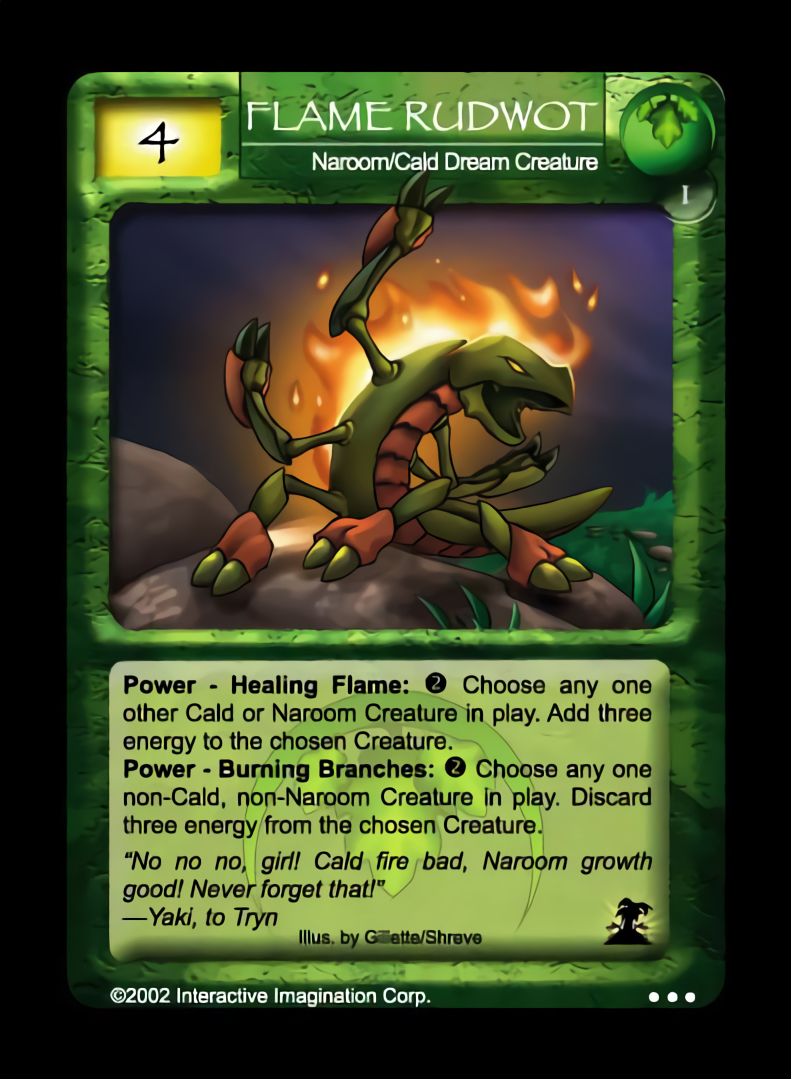 4
FLAME RUDWOT
Naroom/Cald Dream Creature
I
Power - Healing Flame: ❷ Choose any one
other Cald or Naroom Creature in play. Add three
energy to the chosen Creature.
Power - Burning Branches: ❷ Choose any one
non-Cald, non-Naroom Creature in play. Discard
three energy from the chosen Creature.
“No no no, girl! Cald fire bad, Naroom growth
good! Never forget that!”
—Yaki, to Tryn
Illus. by
©2002 Interactive Imagination Corp.